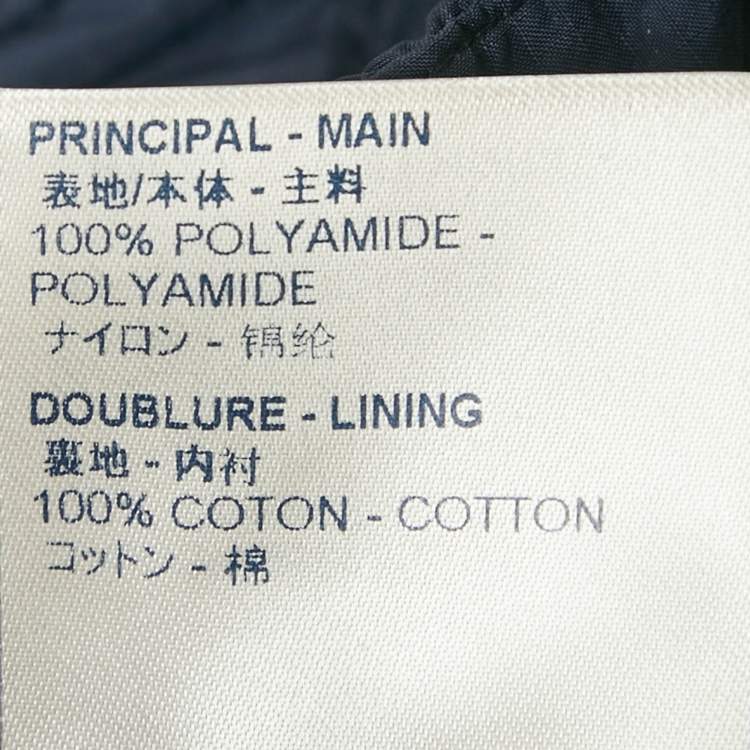 PRINCIPAL - MAIN
表地/本体 - 主料
100% POLYAMIDE -
POLYAMIDE
ナイロン - 锦纶
DOUBLURE - LINING
裏地 - 内衬
100% COTON - COTTON
コットン - 棉